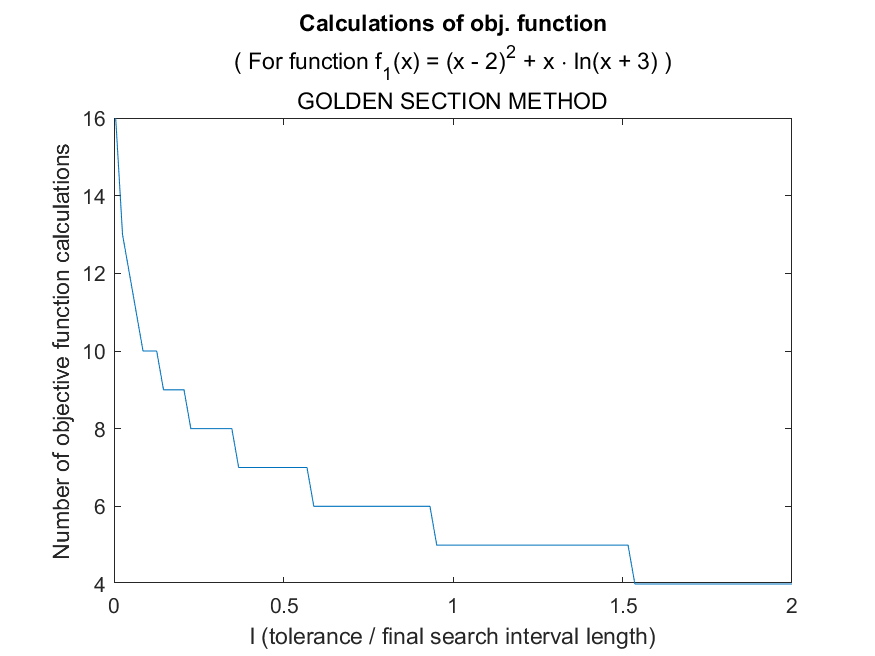 Calculations of obj. function
( For function f₁(x) = (x - 2)² + x · ln(x + 3) )
GOLDEN SECTION METHOD
Number of objective function calculations
16
14
12
10
8
6
4
0
0.5
1
1.5
2
l (tolerance / final search interval length)